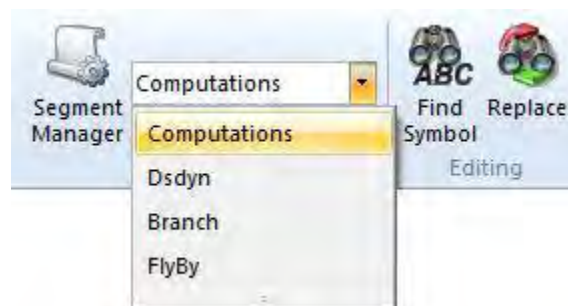 Segment
Manager
Computations
Computations
Dsdyn
Branch
FlyBy
ABC
Find
Symbol
Replace
Editing